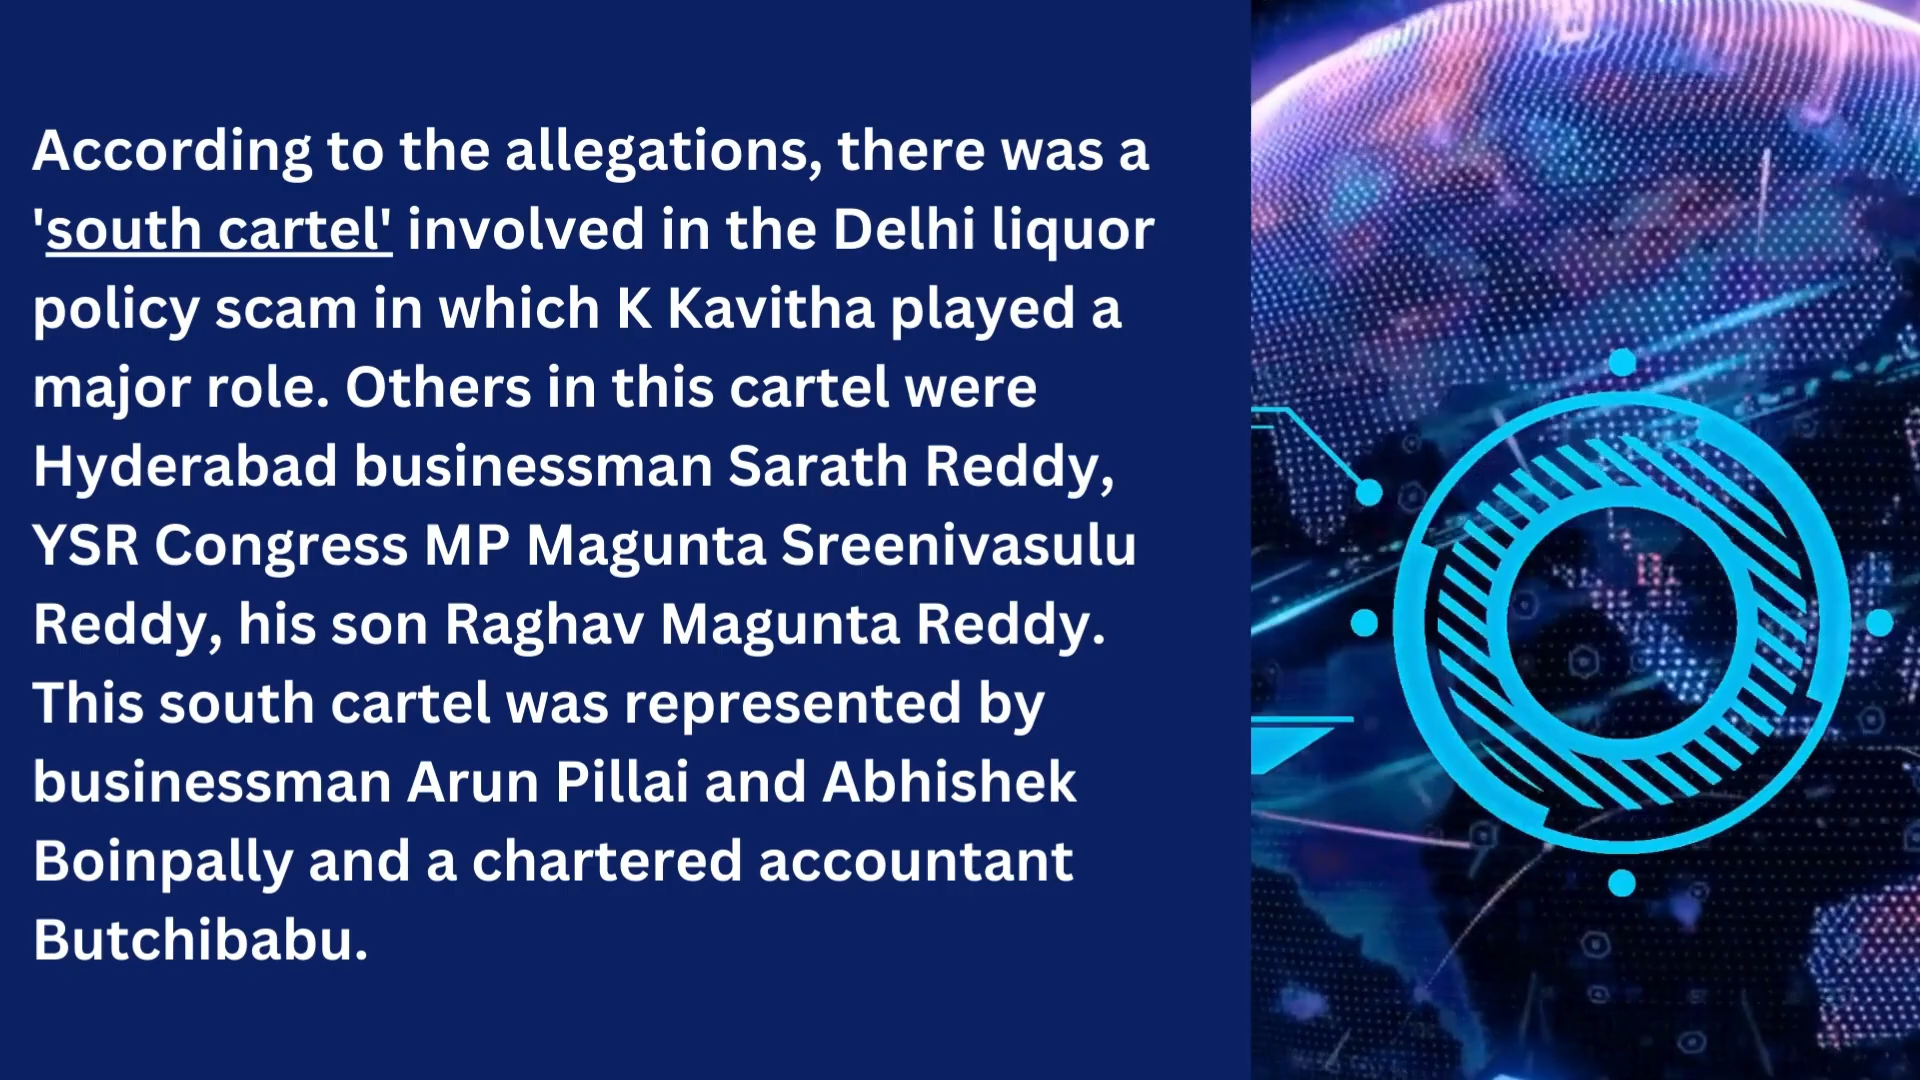 According to the allegations, there was a
'south cartel' involved in the Delhi liquor
policy scam in which K Kavitha played a
major role. Others in this cartel were
Hyderabad businessman Sarath Reddy,
YSR Congress MP Magunta Sreenivasulu
Reddy, his son Raghav Magunta Reddy.
This south cartel was represented by
businessman Arun Pillai and Abhishek
Boinpally and a chartered accountant
Butchibabu.